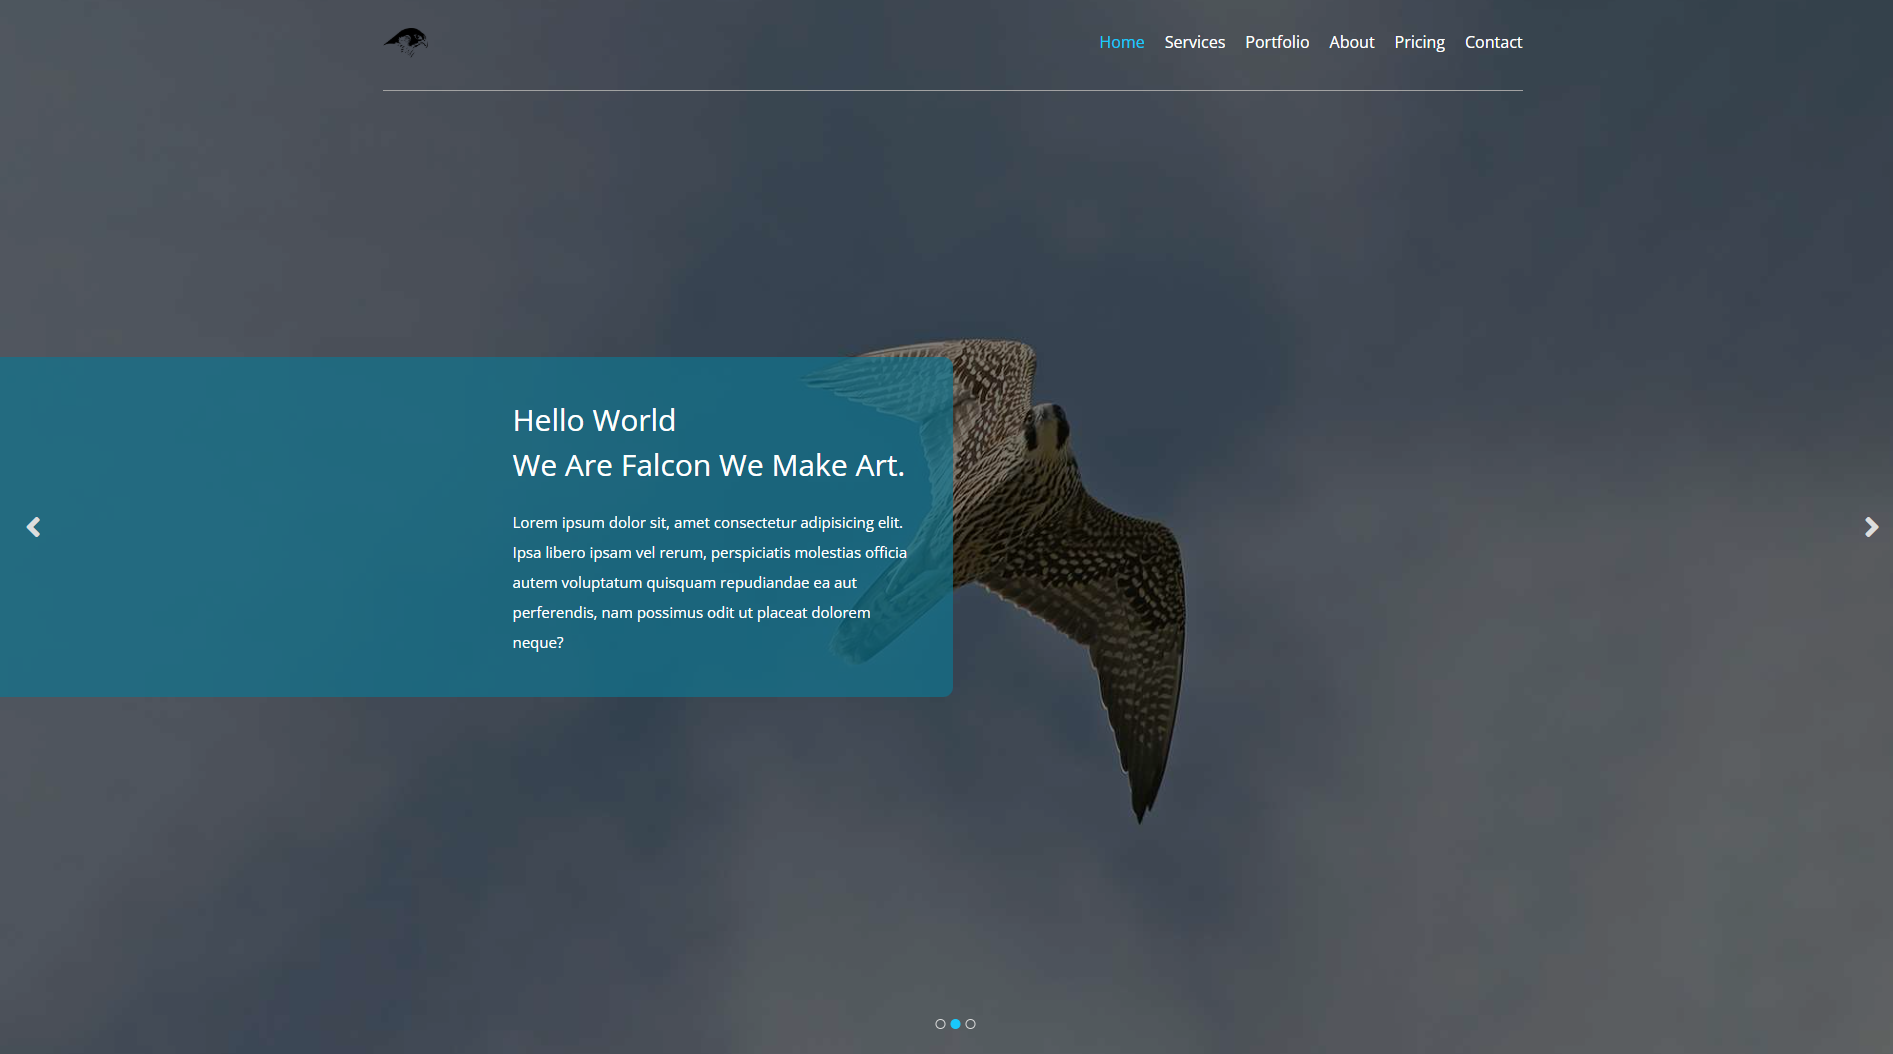 Home Services Portfolio About Pricing Contact
Hello World
We Are Falcon We Make Art.
Lorem ipsum dolor sit, amet consectetur adipisicing elit.
Ipsa libero ipsam vel rerum, perspiciatis molestias officia
autem voluptatum quisquam repudiandae ea aut
perferendis, nam possimus odit ut placeat dolorem
neque?